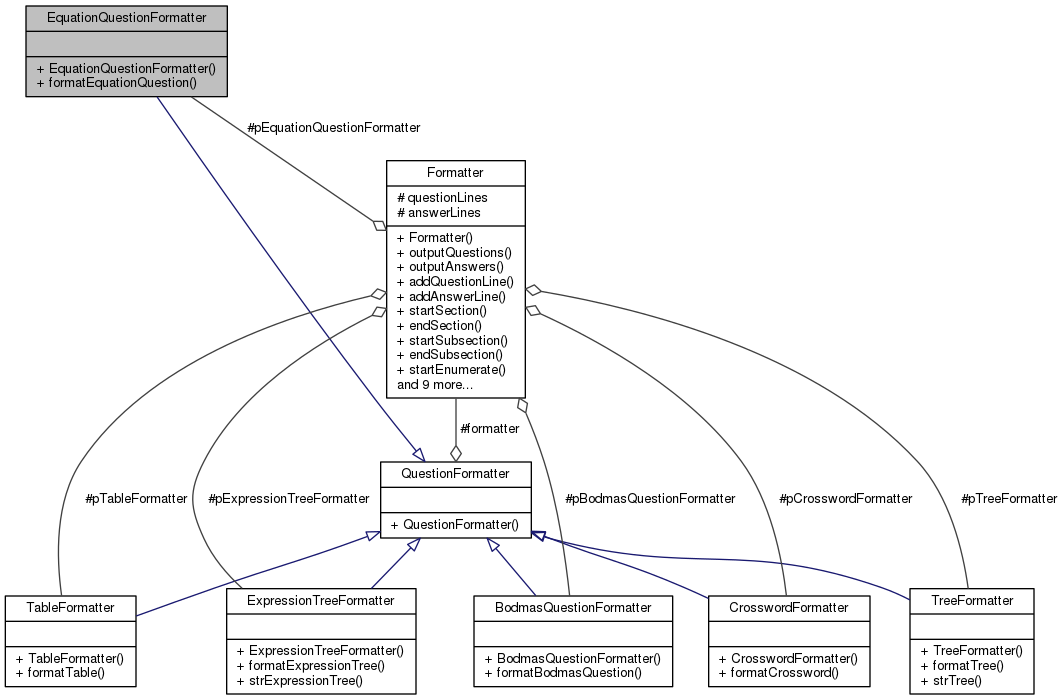 EquationQuestionFormatter
+ EquationQuestionFormatter()
+ formatEquationQuestion()
#pEquationQuestionFormatter
Formatter
# questionLines
# answerLines
+ Formatter()
+ outputQuestions()
+ outputAnswers()
+ addQuestionLine()
+ addAnswerLine()
+ startSection()
+ endSection()
+ startSubsection()
+ endSubsection()
+ startEnumerate()
and 9 more...
#formatter
QuestionFormatter
+ QuestionFormatter()
#pTableFormatter
#pExpressionTreeFormatter
#pBodmasQuestionFormatter
#pCrosswordFormatter
#pTreeFormatter
TableFormatter
+ TableFormatter()
+ formatTable()
ExpressionTreeFormatter
+ ExpressionTreeFormatter()
+ formatExpressionTree()
+ strExpressionTree()
BodmasQuestionFormatter
+ BodmasQuestionFormatter()
+ formatBodmasQuestion()
CrosswordFormatter
+ CrosswordFormatter()
+ formatCrossword()
TreeFormatter
+ TreeFormatter()
+ formatTree()
+ strTree()